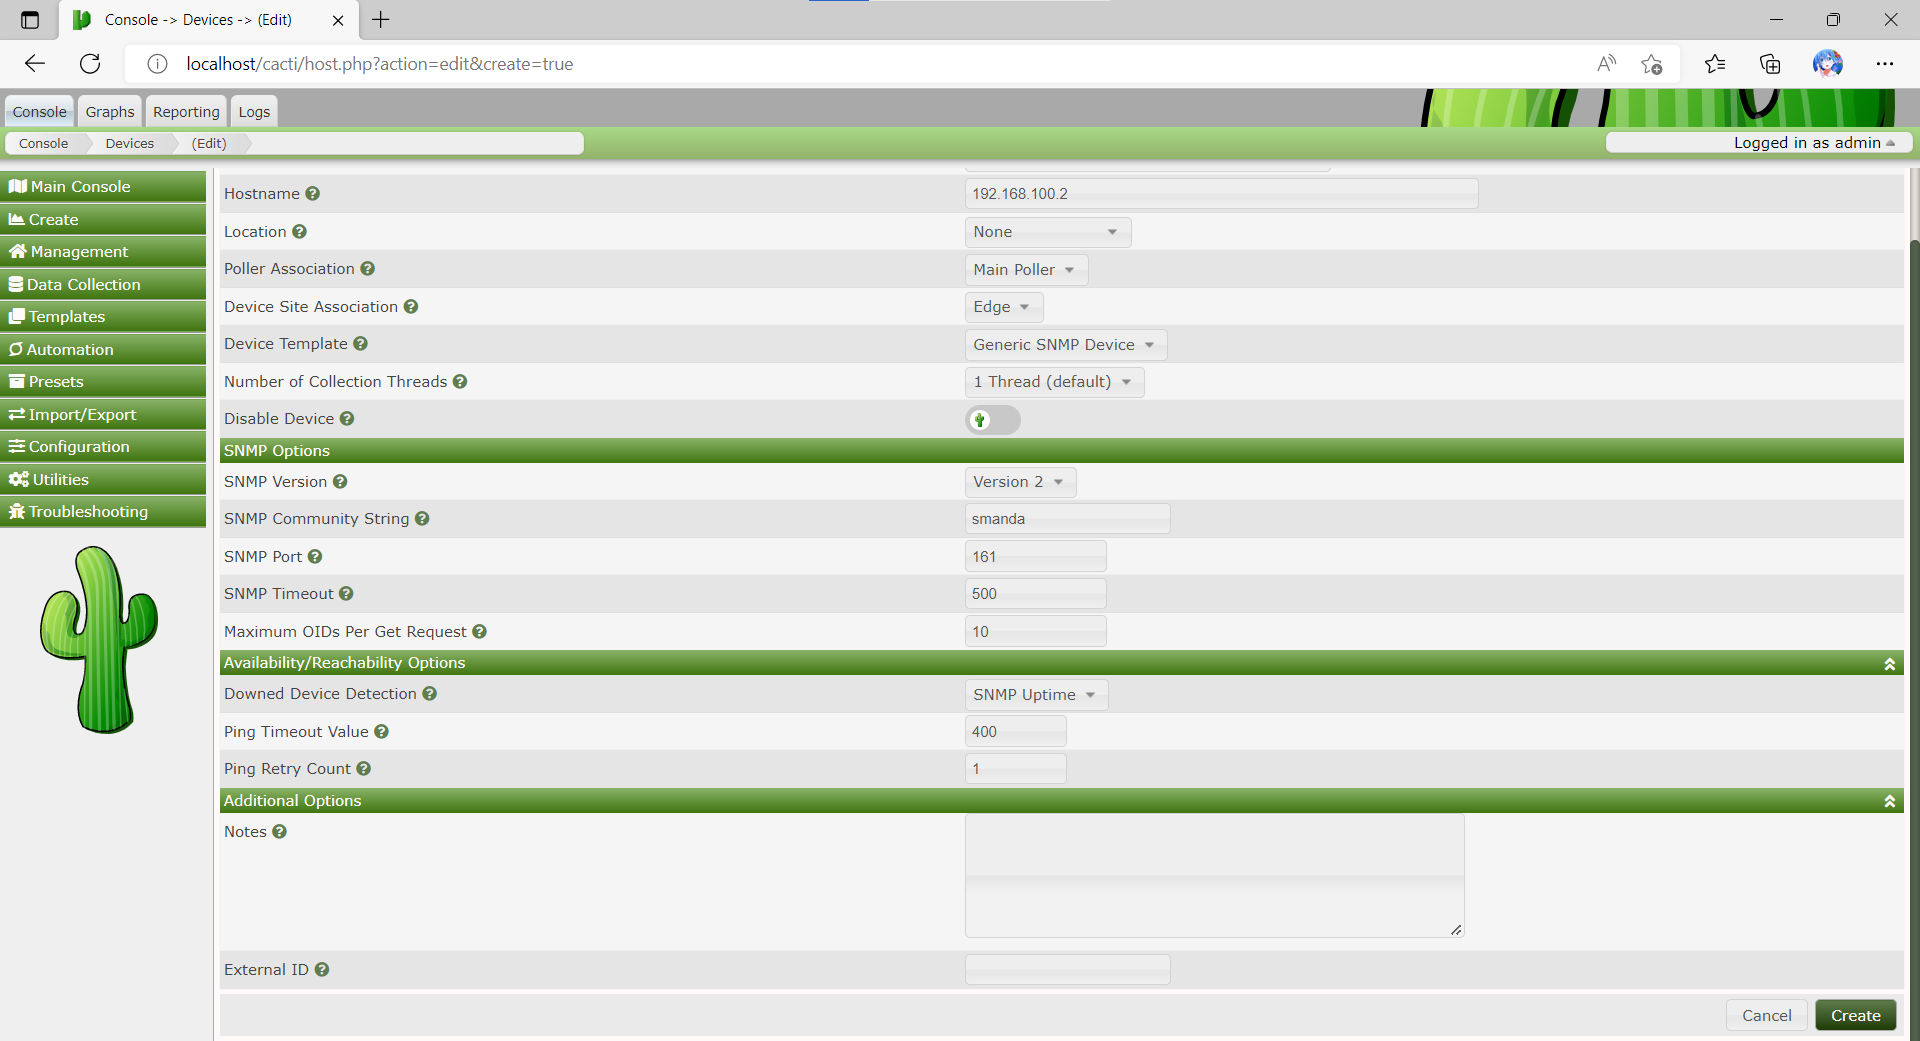 Console -> Devices -> (Edit)
localhost/cacti/host.php?action=edit&create=true
Console Graphs Reporting Logs
Console Devices (Edit)
Logged in as admin
Main Console
Create
Management
Data Collection
Templates
Automation
Presets
Import/Export
Configuration
Utilities
Troubleshooting
Hostname 192.168.100.2
Location None
Poller Association Main Poller
Device Site Association Edge
Device Template Generic SNMP Device
Number of Collection Threads 1 Thread (default)
Disable Device
SNMP Options
SNMP Version Version 2
SNMP Community String smanda
SNMP Port 161
SNMP Timeout 500
Maximum OIDs Per Get Request 10
Availability/Reachability Options
Downed Device Detection SNMP Uptime
Ping Timeout Value 400
Ping Retry Count 1
Additional Options
Notes
External ID
Cancel Create